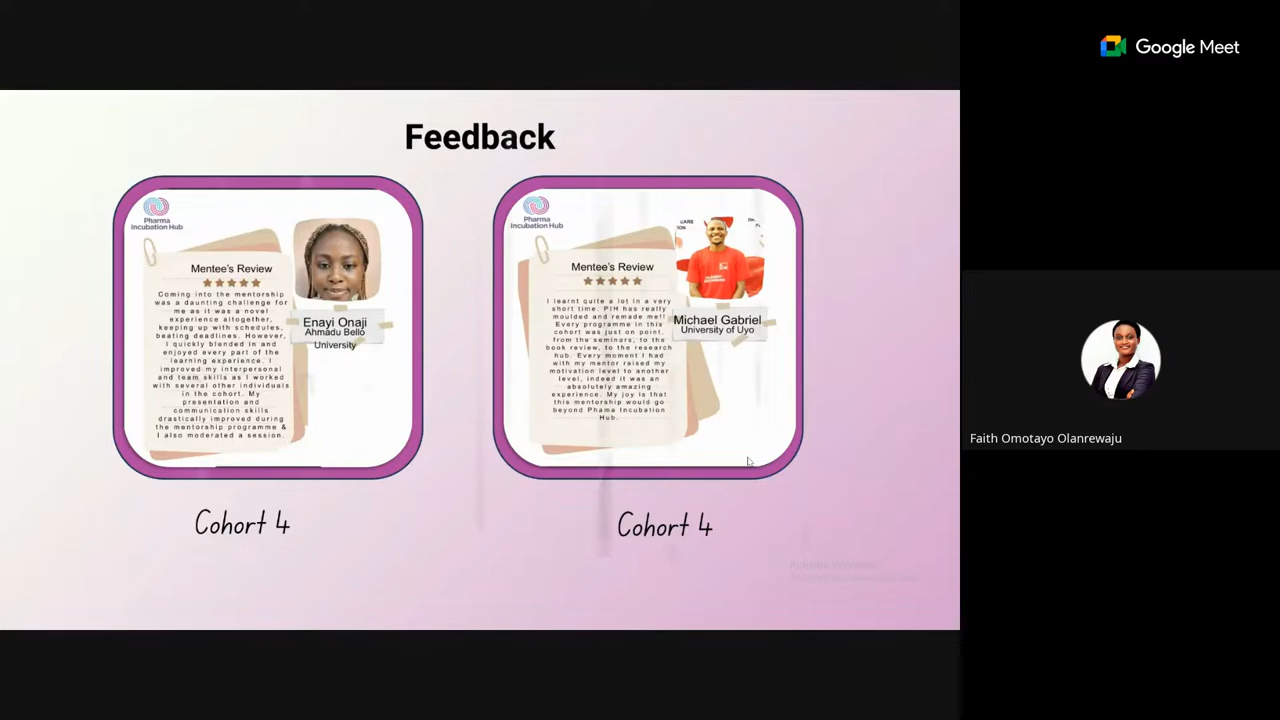 Google Meet
Feedback
Pharma
Incubation Hub
Mentee's Review
Coming into the mentorship
was a daunting challenge for
me as it was a novel
experience altogether,
keeping up with schedules,
beating deadlines. However,
I quickly blended in and
enjoyed every part of the
learning experience. I
improved my interpersonal
and team skills as I worked
with several other individuals
in the cohort. My
presentation and
communication skills
drastically improved during
the mentorship programme &
I also moderated a session.
Enayi Onaji
Ahmadu Bello
University
Cohort 4
Pharma
Incubation Hub
CARE
Mentee's Review
I learnt quite a lot in a very
short time. PIH has really
moulded and remade me!!
Every programme in this
cohort was just on point,
from the seminars, to the
book review, to the research
hub. Every moment I had
with my mentor raised my
motivation level to another
level, indeed it was an
absolutely amazing
experience. My joy is that
this mentorship would go
beyond Phama Incubation
Hub.
Michael Gabriel
University of Uyo
Cohort 4
Faith Omotayo Olanrewaju